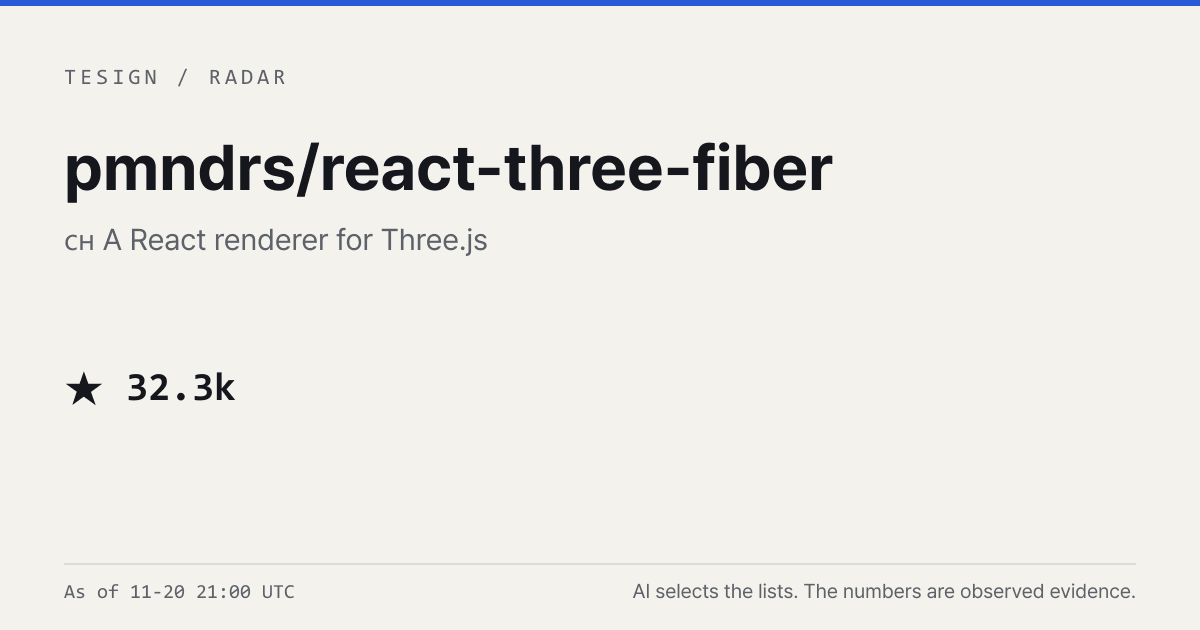 TESIGN / RADAR
pmndrs/react-three-fiber
🇨🇭 A React renderer for Three.js
★ 32.3k
As of 11-20 21:00 UTC
AI selects the lists. The numbers are observed evidence.